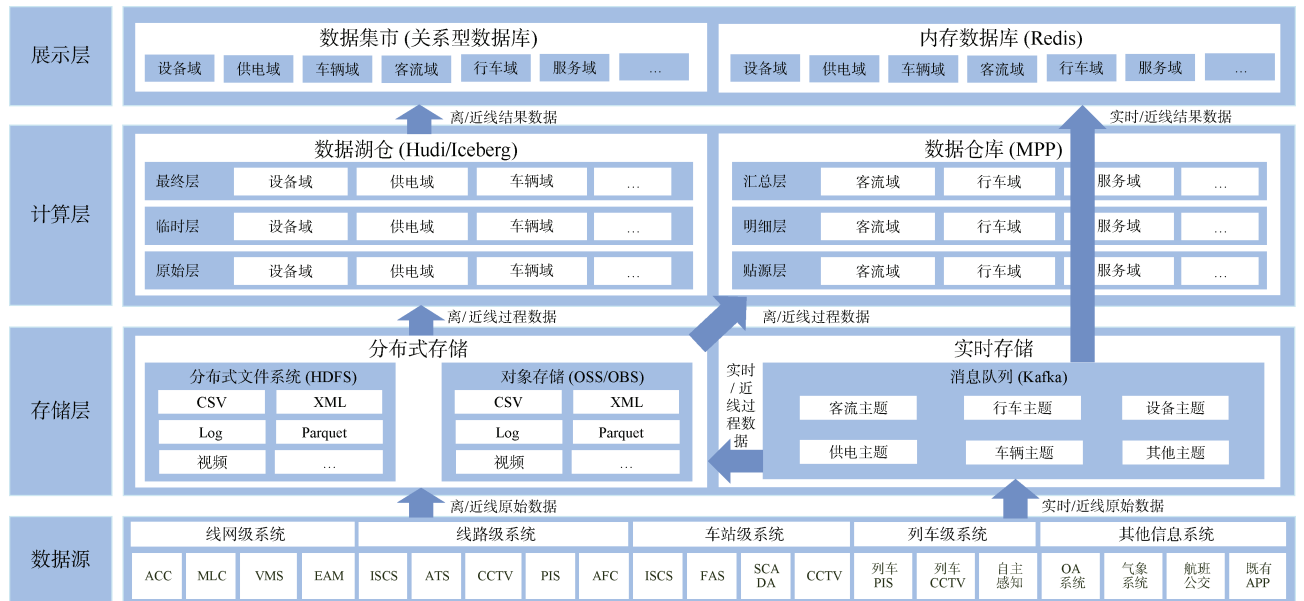 展示层
数据集市 (关系型数据库)
设备域 供电域 车辆域 客流域 行车域 服务域 …
内存数据库 (Redis)
设备域 供电域 车辆域 客流域 行车域 服务域 …
离/近线结果数据
实时/近线结果数据
计算层
数据湖仓 (Hudi/Iceberg)
最终层 设备域 供电域 车辆域 …
临时层 设备域 供电域 车辆域 …
原始层 设备域 供电域 车辆域 …
数据仓库 (MPP)
汇总层 客流域 行车域 服务域 …
明细层 客流域 行车域 服务域 …
贴源层 客流域 行车域 服务域 …
离/近线过程数据
离/近线过程数据
存储层
分布式存储
分布式文件系统 (HDFS)
CSV XML
Log Parquet
视频 …
对象存储 (OSS/OBS)
CSV XML
Log Parquet
视频 …
实时
/ 近
线过
程数
据
实时存储
消息队列 (Kafka)
客流主题 行车主题 设备主题
供电主题 车辆主题 其他主题
离/近线原始数据
实时/近线原始数据
数据源
线网级系统 线路级系统 车站级系统 列车级系统 其他信息系统
ACC MLC VMS EAM ISCS ATS CCTV PIS AFC ISCS FAS
SCA
DA
CCTV
列车
PIS
列车
CCTV
自主
感知
OA
系统
气象
系统
航班
公交
既有
APP